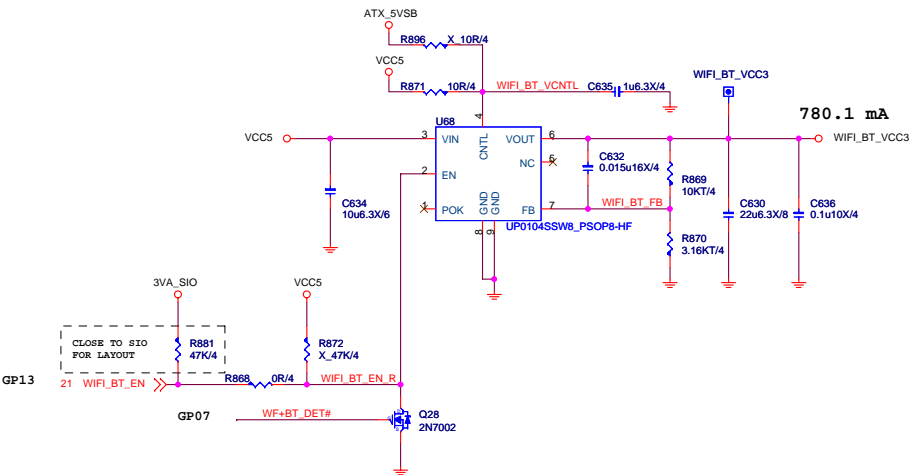 ATX_5VSB
R896 X_10R/4
VCC5
R871 10R/4
WIFI_BT_VCNTL
C635 1u6.3X/4
WIFI_BT_VCC3
780.1 mA
U68
4
VCC5
3 VIN
CNTL
VOUT 6
WIFI_BT_VCC3
2 EN
NC 5
C632
0.015u16X/4
R869
10KT/4
C634
10u6.3X/6
1 POK
GND
GND
FB 7
WIFI_BT_FB
C630
22u6.3X/8
C636
0.1u10X/4
8
9
UP0104SSW8_PSOP8-HF
R870
3.16KT/4
3VA_SIO
VCC5
CLOSE TO SIO
FOR LAYOUT
R881
47K/4
R872
X_47K/4
GP13
21 WIFI_BT_EN
R868 0R/4
WIFI_BT_EN_R
GP07
WF+BT_DET#
Q28
2N7002